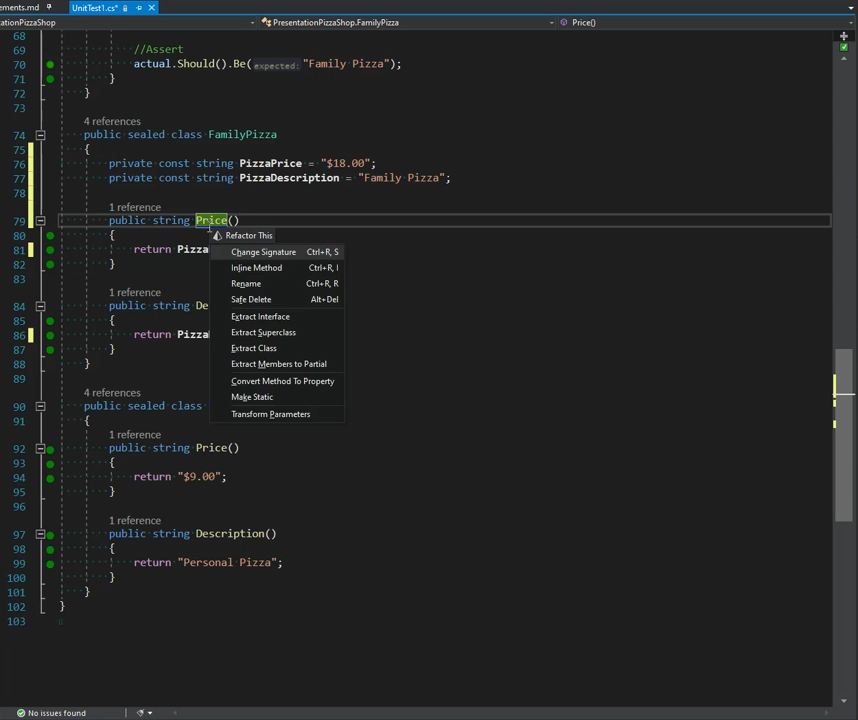 ements.md
UnitTest1.cs*
ntationPizzaShop
PresentationPizzaShop.FamilyPizza
Price()
68
69 //Assert
70 actual.Should().Be(expected: "Family Pizza");
71 }
72 }
73
4 references
74 public sealed class FamilyPizza
75 {
76 private const string PizzaPrice = "$18.00";
77 private const string PizzaDescription = "Family Pizza";
78
1 reference
79 public string Price()
80 {
81 return Pizza
82 }
83
1 reference
84 public string De
85 {
86 return Pizza
87 }
88 }
89
4 references
90 public sealed class
91 {
1 reference
92 public string Price()
93 {
94 return "$9.00";
95 }
96
1 reference
97 public string Description()
98 {
99 return "Personal Pizza";
100 }
101 }
102 }
103
Refactor This
Change Signature Ctrl+R, S
Inline Method Ctrl+R, I
Rename Ctrl+R, R
Safe Delete Alt+Del
Extract Interface
Extract Superclass
Extract Class
Extract Members to Partial
Convert Method To Property
Make Static
Transform Parameters
No issues found